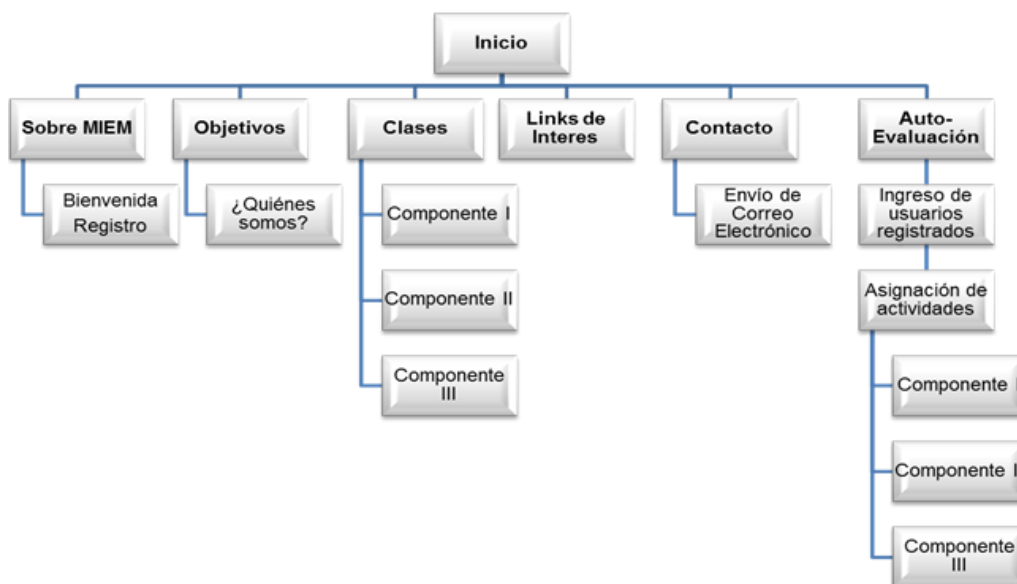 Inicio
Sobre MIEM
Objetivos
Clases
Links de
Interes
Contacto
Auto-
Evaluación
Bienvenida
Registro
¿Quiénes
somos?
Componente I
Componente II
Componente
III
Envío de
Correo
Electrónico
Ingreso de
usuarios
registrados
Asignación de
actividades
Componente
Componente I
Componente
III